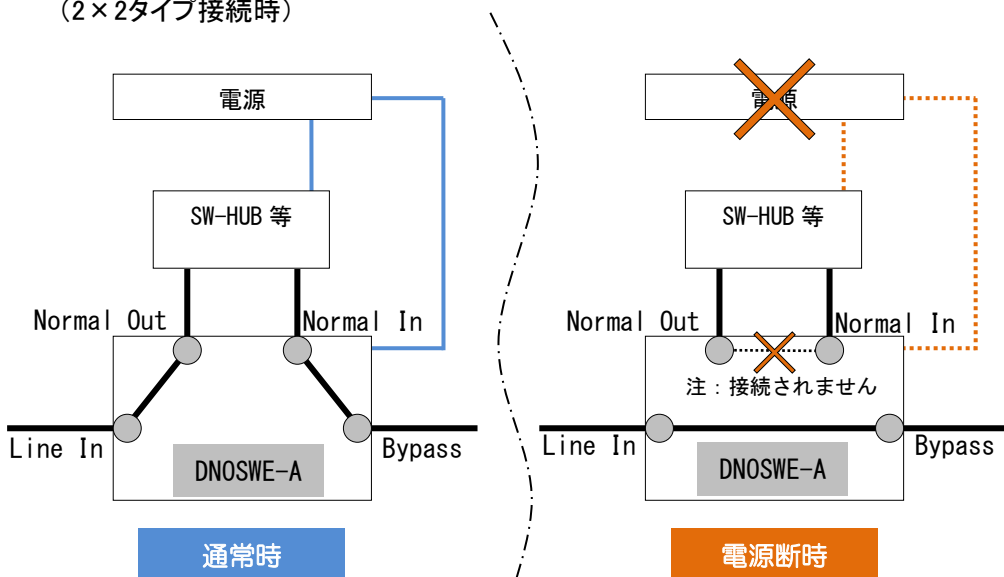 （2×2タイプ接続時）
電源
SW-HUB 等
Normal Out
Normal In
Line In
Bypass
DNOSWE-A
通常時
電源
SW-HUB 等
Normal Out
Normal In
注：接続されません
Line In
Bypass
DNOSWE-A
電源断時